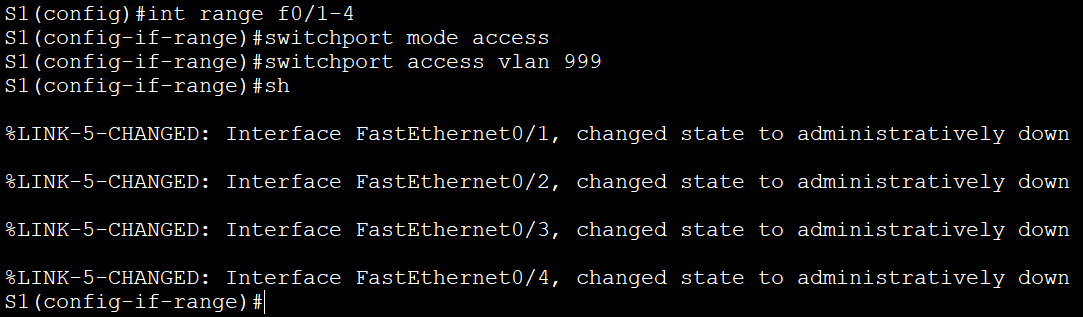 S1(config)#int range f0/1-4
S1(config-if-range)#switchport mode access
S1(config-if-range)#switchport access vlan 999
S1(config-if-range)#sh
%LINK-5-CHANGED: Interface FastEthernet0/1, changed state to administratively down
%LINK-5-CHANGED: Interface FastEthernet0/2, changed state to administratively down
%LINK-5-CHANGED: Interface FastEthernet0/3, changed state to administratively down
%LINK-5-CHANGED: Interface FastEthernet0/4, changed state to administratively down
S1(config-if-range)#